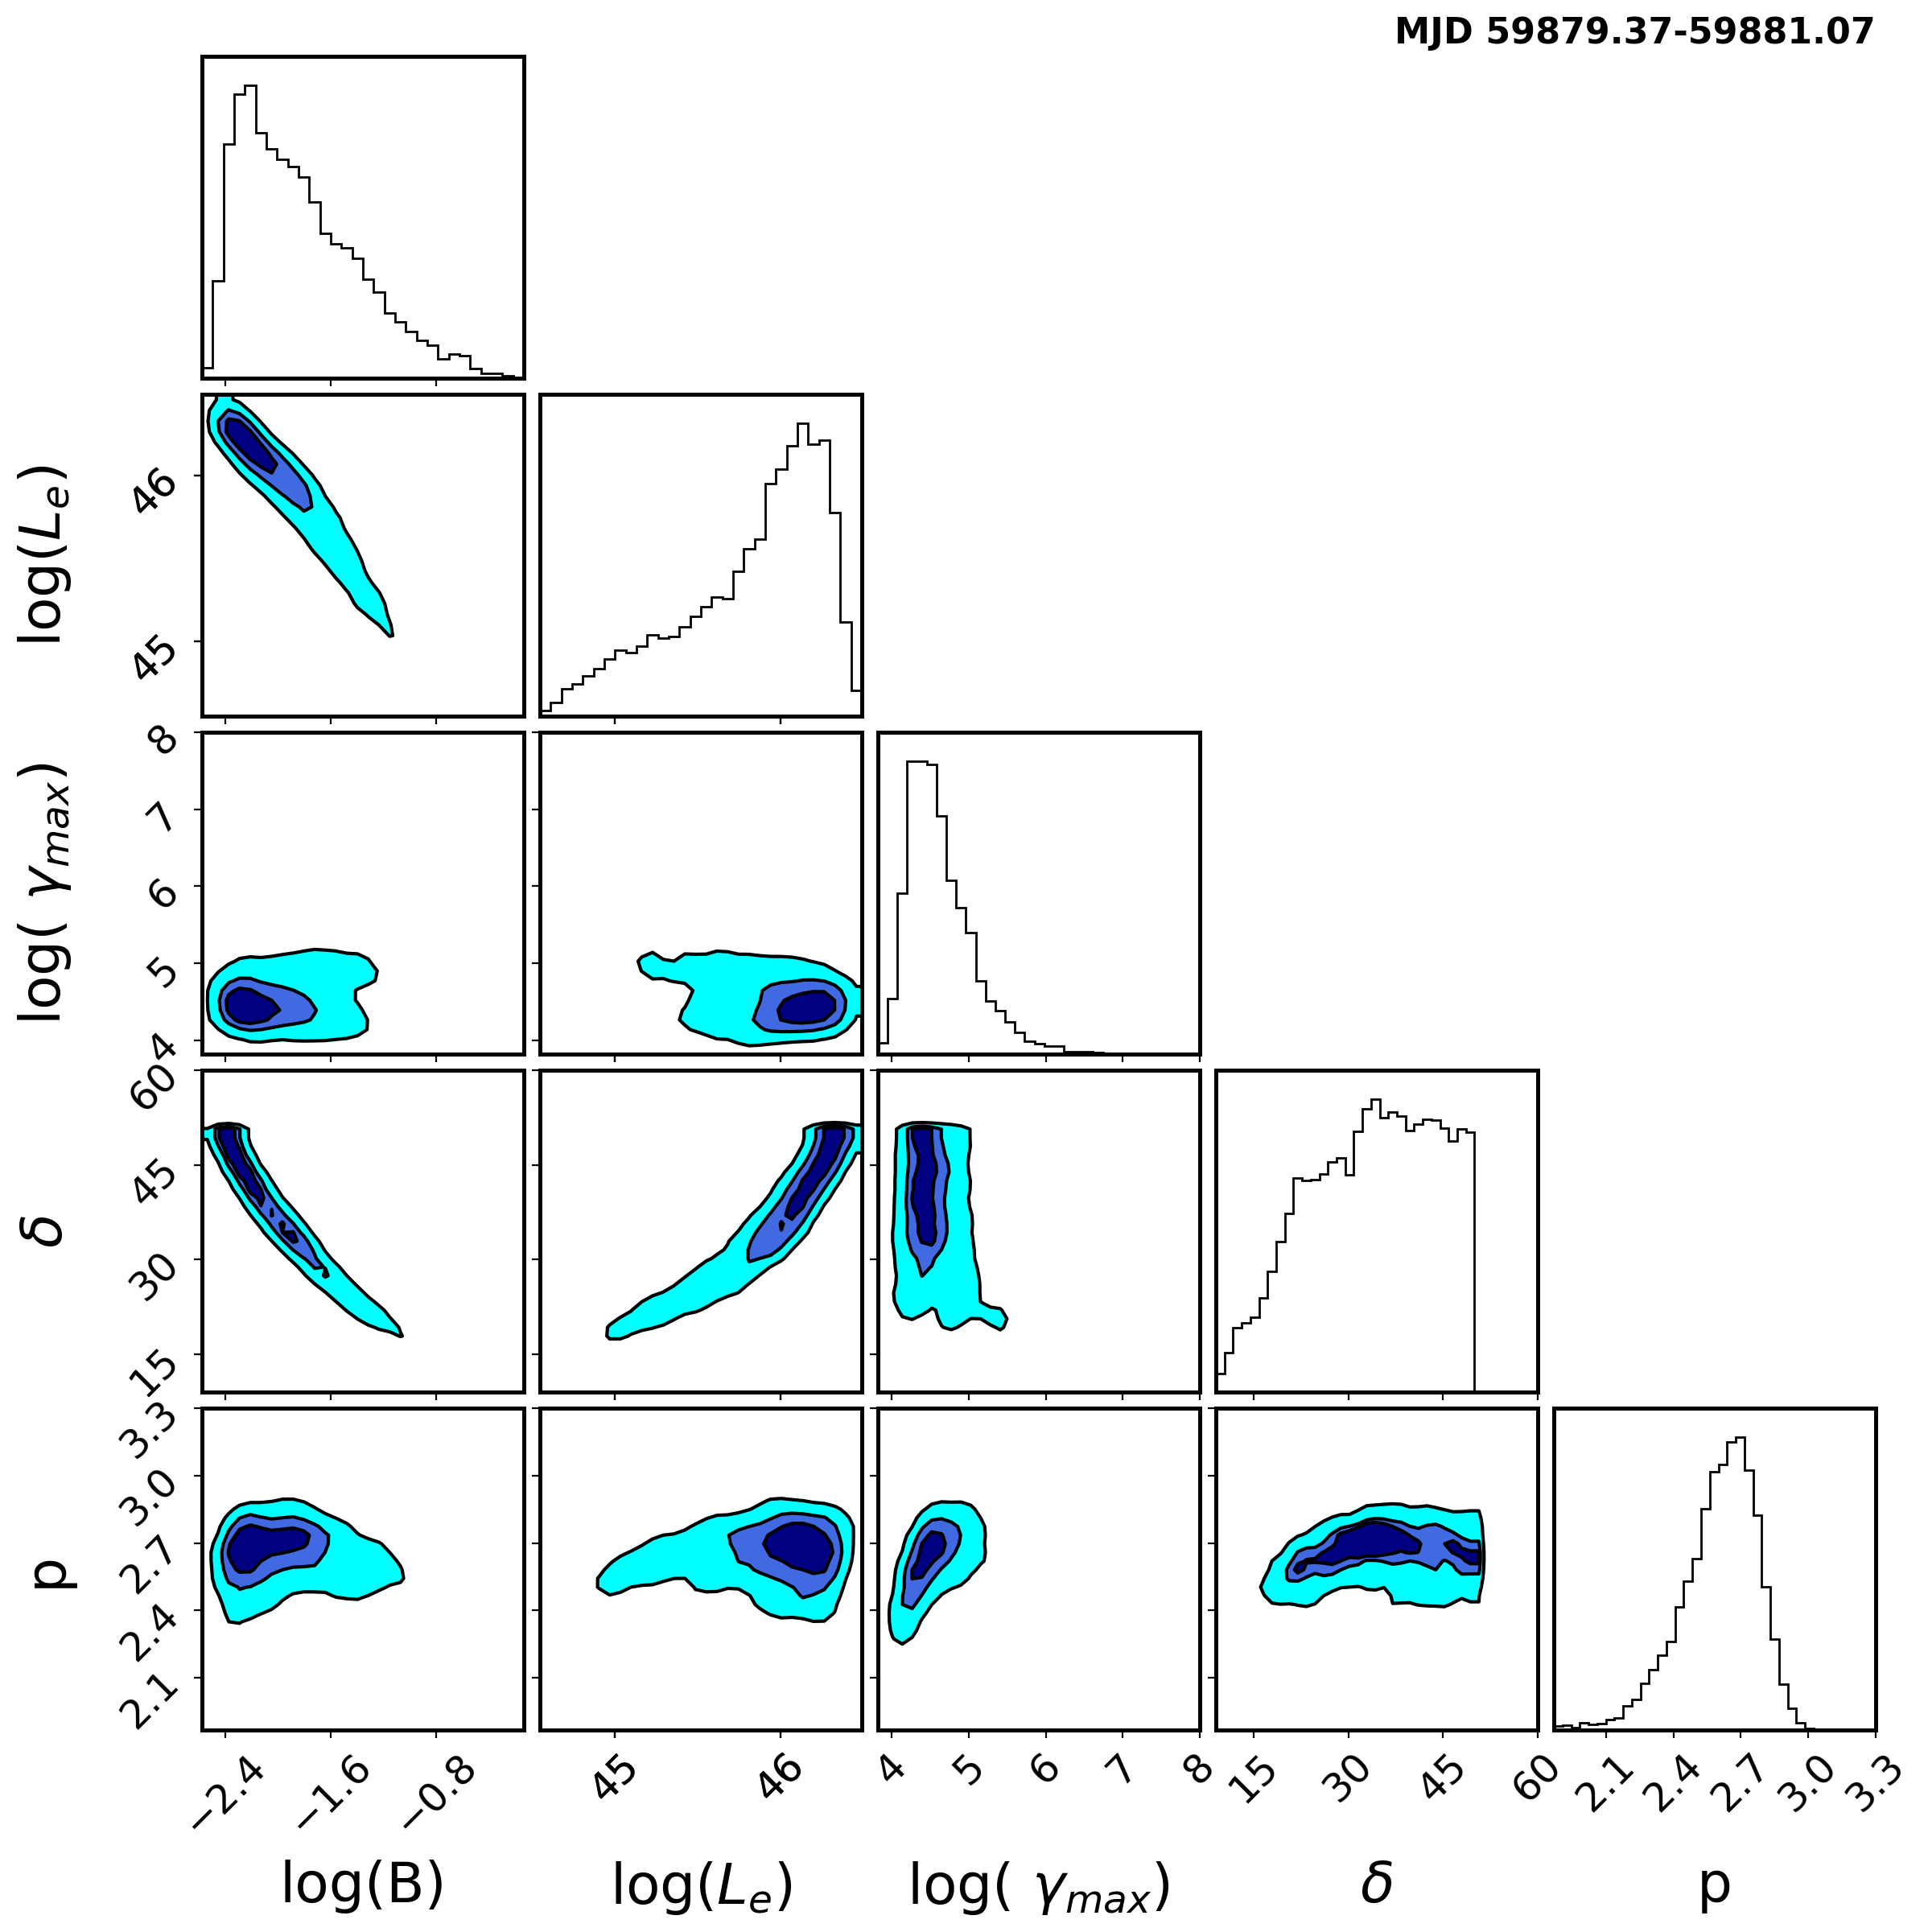 MJD 59879.37-59881.07
log(Lₑ)
46
45
log( γₘₐₓ)
8
7
6
5
4
δ
60
45
30
15
p
3.3
3.0
2.7
2.4
2.1
−2.4 −1.6 −0.8 45 46 4 5 6 7 8 15 30 45 60 2.1 2.4 2.7 3.0 3.3
log(B) log(Lₑ) log( γₘₐₓ) δ p